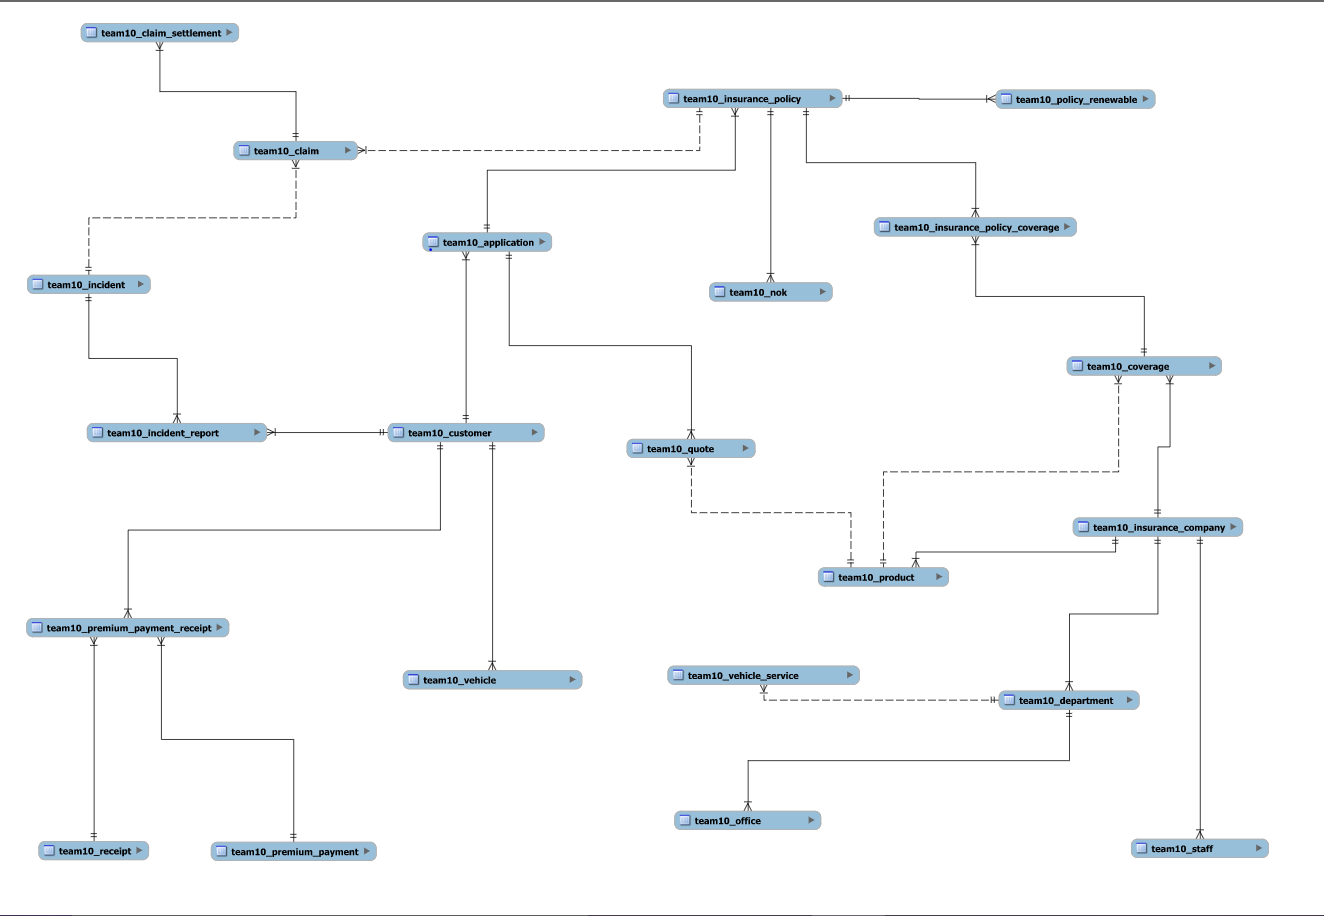 team10_claim_settlement
team10_insurance_policy
team10_policy_renewable
team10_claim
team10_insurance_policy_coverage
team10_application
team10_incident
team10_nok
team10_coverage
team10_incident_report
team10_customer
team10_quote
team10_insurance_company
team10_product
team10_premium_payment_receipt
team10_vehicle
team10_vehicle_service
team10_department
team10_office
team10_receipt
team10_premium_payment
team10_staff